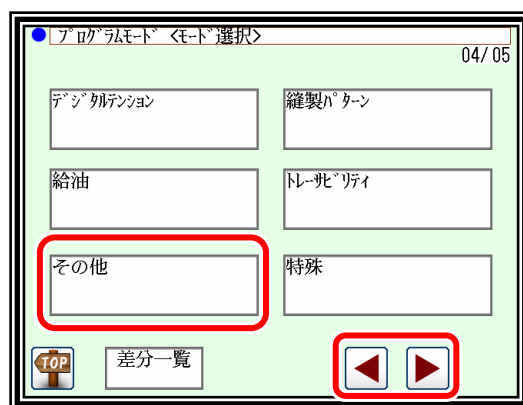 ﾌﾟﾛｸﾞﾗﾑﾓｰﾄﾞ <ﾓｰﾄﾞ選択>
04/05
ﾃﾞｼﾞﾀﾙﾃﾝｼｮﾝ
縫製ﾊﾟﾀｰﾝ
給油
ﾄﾚｰｻﾋﾞﾘﾃｨ
その他
特殊
TOP
差分一覧